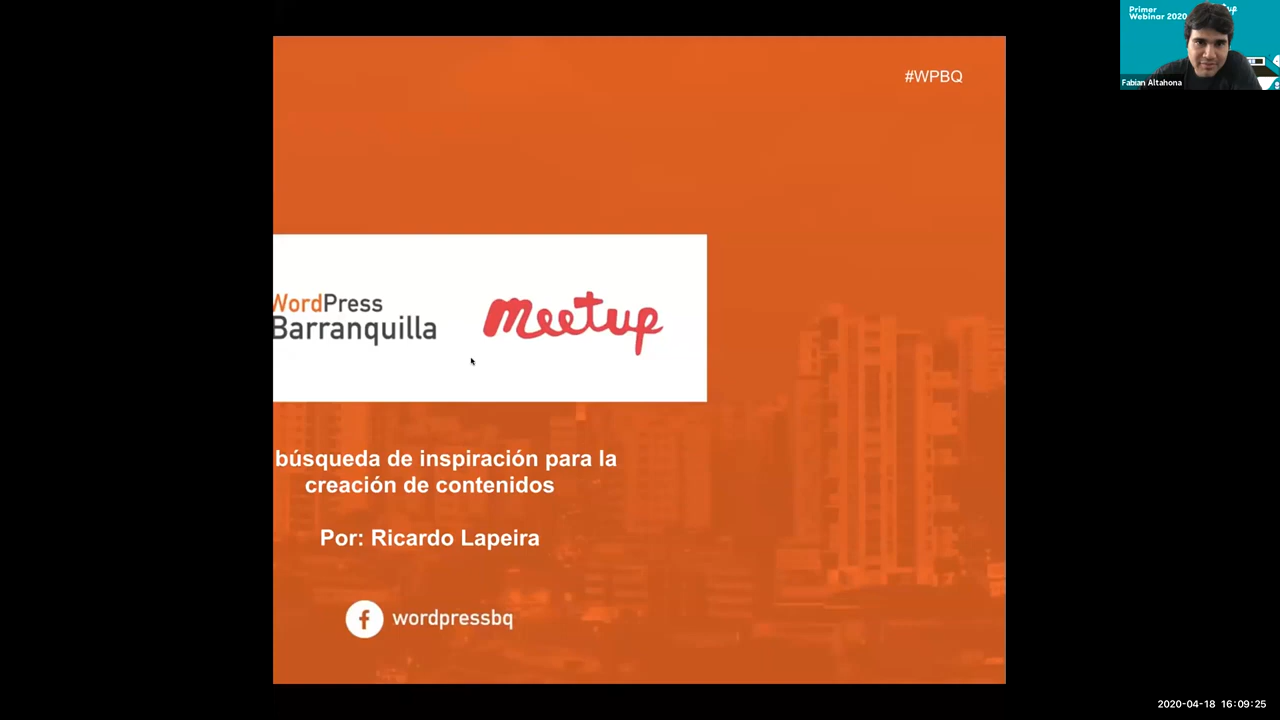 Primer
Webinar 2020
Fabian Altahona
#WPBQ
WordPress
Barranquilla
meetup
búsqueda de inspiración para la
creación de contenidos
Por: Ricardo Lapeira
wordpressbq
2020-04-18 16:09:25